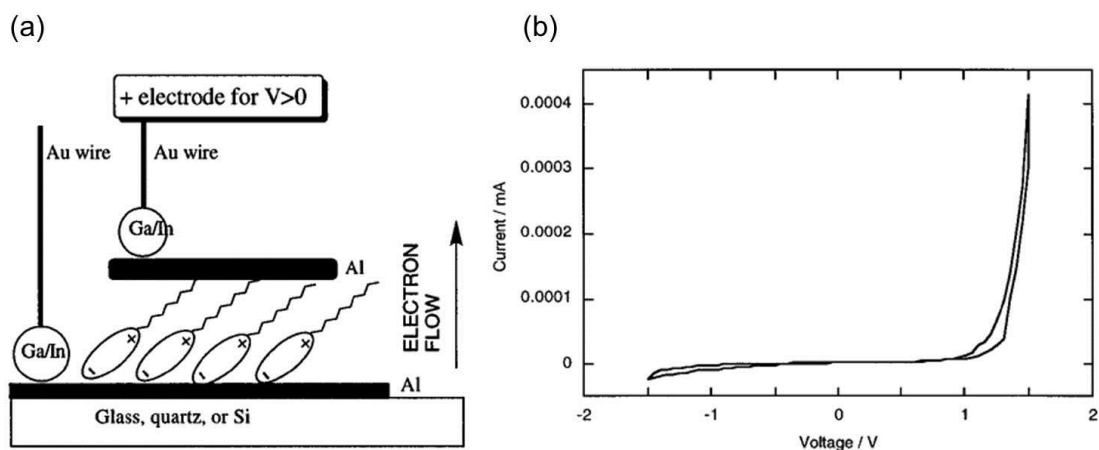 (a)
+ electrode for V>0
Au wire
Au wire
Ga/In
Al
ELECTRON
FLOW
+
+
+
+
Ga/In
-
-
-
-
Al
Glass, quartz, or Si
(b)
0.0004
0.0003
0.0002
0.0001
0
Current / mA
-2
-1
0
1
2
Voltage / V